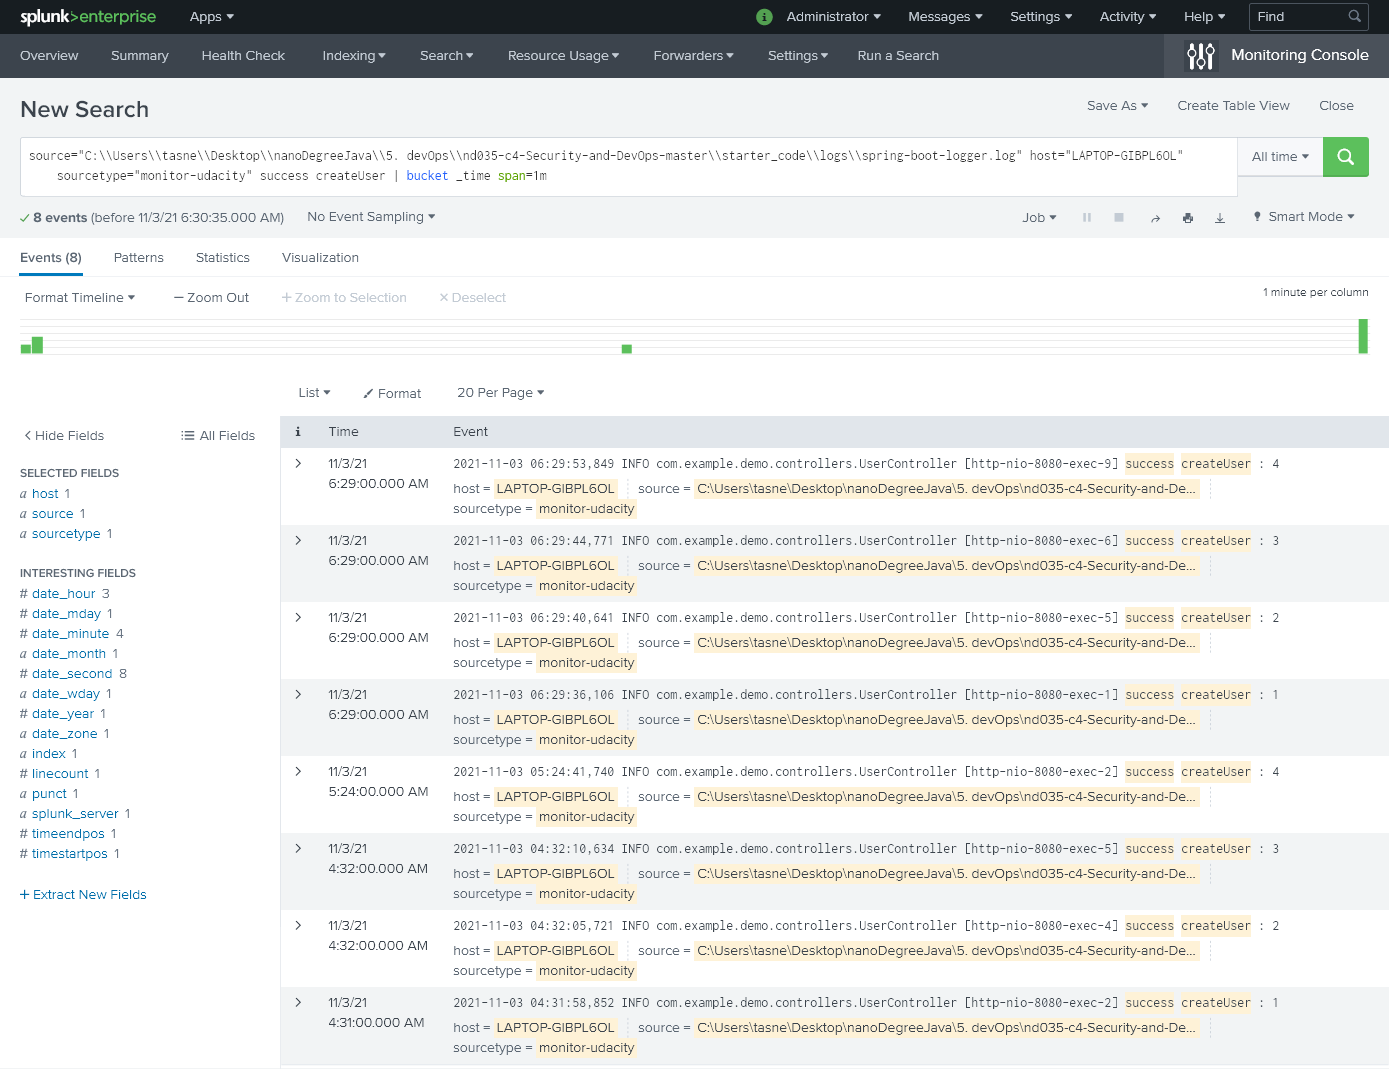 splunk>enterprise Apps i Administrator Messages Settings Activity Help Find
Overview Summary Health Check Indexing Search Resource Usage Forwarders Settings Run a Search Monitoring Console
New Search Save As Create Table View Close
source="C:\\Users\\tasne\\Desktop\\nanoDegreeJava\\5. devOps\\nd035-c4-Security-and-DevOps-master\\starter_code\\logs\\spring-boot-logger.log" host="LAPTOP-GIBPL6OL"
sourcetype="monitor-udacity" success createUser | bucket _time span=1m
All time
8 events (before 11/3/21 6:30:35.000 AM) No Event Sampling Job Smart Mode
Events (8) Patterns Statistics Visualization
Format Timeline — Zoom Out + Zoom to Selection × Deselect 1 minute per column
List Format 20 Per Page
< Hide Fields All Fields
SELECTED FIELDS
a host 1
a source 1
a sourcetype 1
INTERESTING FIELDS
# date_hour 3
# date_mday 1
# date_minute 4
a date_month 1
# date_second 8
a date_wday 1
# date_year 1
a date_zone 1
a index 1
# linecount 1
a punct 1
a splunk_server 1
# timeendpos 1
# timestartpos 1
+ Extract New Fields
i Time Event
11/3/21 2021-11-03 06:29:53,849 INFO com.example.demo.controllers.UserController [http-nio-8080-exec-9] success createUser : 4
6:29:00.000 AM host = LAPTOP-GIBPL6OL source = C:\Users\tasne\Desktop\nanoDegreeJava\5. devOps\nd035-c4-Security-and-De...
sourcetype = monitor-udacity
11/3/21 2021-11-03 06:29:44,771 INFO com.example.demo.controllers.UserController [http-nio-8080-exec-6] success createUser : 3
6:29:00.000 AM host = LAPTOP-GIBPL6OL source = C:\Users\tasne\Desktop\nanoDegreeJava\5. devOps\nd035-c4-Security-and-De...
sourcetype = monitor-udacity
11/3/21 2021-11-03 06:29:40,641 INFO com.example.demo.controllers.UserController [http-nio-8080-exec-5] success createUser : 2
6:29:00.000 AM host = LAPTOP-GIBPL6OL source = C:\Users\tasne\Desktop\nanoDegreeJava\5. devOps\nd035-c4-Security-and-De...
sourcetype = monitor-udacity
11/3/21 2021-11-03 06:29:36,106 INFO com.example.demo.controllers.UserController [http-nio-8080-exec-1] success createUser : 1
6:29:00.000 AM host = LAPTOP-GIBPL6OL source = C:\Users\tasne\Desktop\nanoDegreeJava\5. devOps\nd035-c4-Security-and-De...
sourcetype = monitor-udacity
11/3/21 2021-11-03 05:24:41,740 INFO com.example.demo.controllers.UserController [http-nio-8080-exec-2] success createUser : 4
5:24:00.000 AM host = LAPTOP-GIBPL6OL source = C:\Users\tasne\Desktop\nanoDegreeJava\5. devOps\nd035-c4-Security-and-De...
sourcetype = monitor-udacity
11/3/21 2021-11-03 04:32:10,634 INFO com.example.demo.controllers.UserController [http-nio-8080-exec-5] success createUser : 3
4:32:00.000 AM host = LAPTOP-GIBPL6OL source = C:\Users\tasne\Desktop\nanoDegreeJava\5. devOps\nd035-c4-Security-and-De...
sourcetype = monitor-udacity
11/3/21 2021-11-03 04:32:05,721 INFO com.example.demo.controllers.UserController [http-nio-8080-exec-4] success createUser : 2
4:32:00.000 AM host = LAPTOP-GIBPL6OL source = C:\Users\tasne\Desktop\nanoDegreeJava\5. devOps\nd035-c4-Security-and-De...
sourcetype = monitor-udacity
11/3/21 2021-11-03 04:31:58,852 INFO com.example.demo.controllers.UserController [http-nio-8080-exec-2] success createUser : 1
4:31:00.000 AM host = LAPTOP-GIBPL6OL source = C:\Users\tasne\Desktop\nanoDegreeJava\5. devOps\nd035-c4-Security-and-De...
sourcetype = monitor-udacity